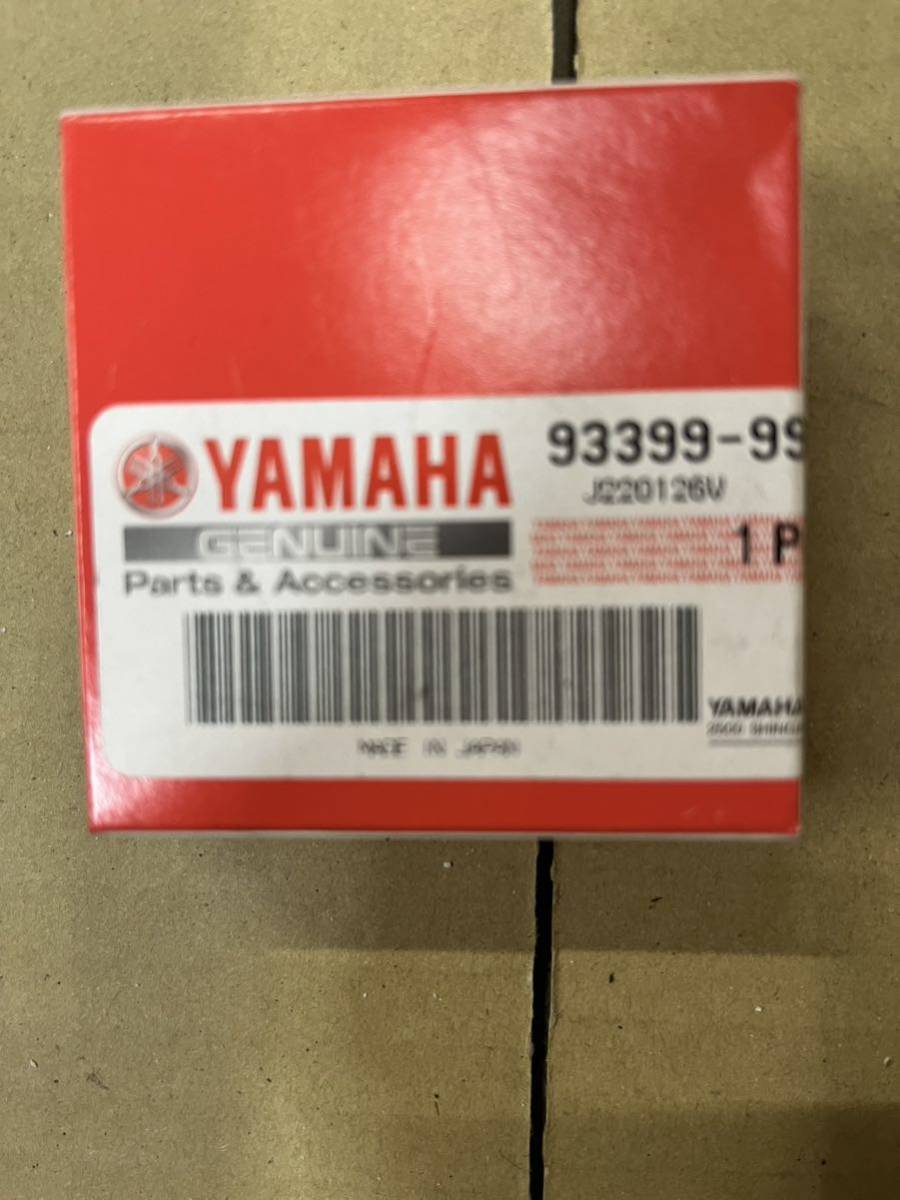 YAMAHA
93399-99
J220126V
GENUINE
1 P
Parts & Accessories
YAMAHA
MADE IN JAPAN